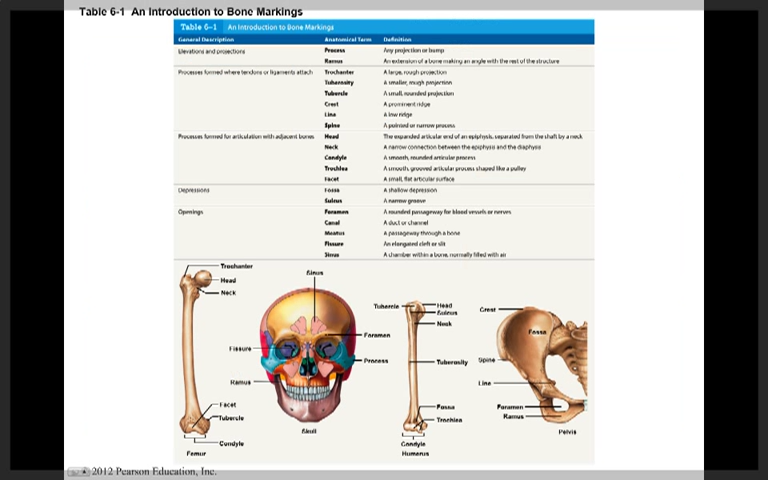 Table 6-1 An Introduction to Bone Markings
Table 6–1 An Introduction to Bone Markings
General Description Anatomical Term Definition
Elevations and projections Process Any projection or bump
Ramus An extension of a bone making an angle with the rest of the structure
Processes formed where tendons or ligaments attach Trochanter A large, rough projection
Tuberosity A smaller, rough projection
Tubercle A small, rounded projection
Crest A prominent ridge
Line A low ridge
Spine A pointed or narrow process
Processes formed for articulation with adjacent bones Head The expanded articular end of an epiphysis, separated from the shaft by a neck
Neck A narrow connection between the epiphysis and the diaphysis
Condyle A smooth, rounded articular process
Trochlea A smooth, grooved articular process shaped like a pulley
Facet A small, flat articular surface
Depressions Fossa A shallow depression
Sulcus A narrow groove
Openings Foramen A rounded passageway for blood vessels or nerves
Canal A duct or channel
Meatus A passageway through a bone
Fissure An elongated cleft or slit
Sinus A chamber within a bone, normally filled with air
Trochanter
Head
Neck
Facet
Tubercle
Condyle
Femur
Sinus
Foramen
Fissure
Process
Ramus
Skull
Tubercle
Head
Sulcus
Neck
Tuberosity
Fossa
Trochlea
Condyle
Humerus
Crest
Fossa
Spine
Line
Foramen
Ramus
Pelvis
2012 Pearson Education, Inc.